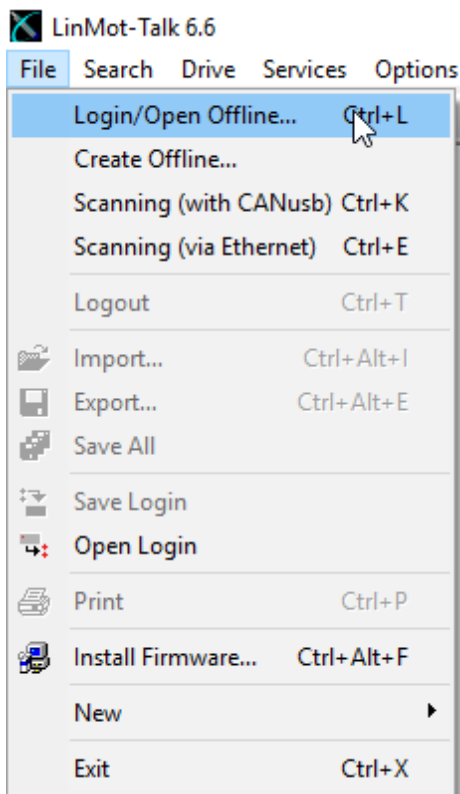 LinMot-Talk 6.6
File Search Drive Services Options
Login/Open Offline... Ctrl+L
Create Offline...
Scanning (with CANusb) Ctrl+K
Scanning (via Ethernet) Ctrl+E
Logout Ctrl+T
Import... Ctrl+Alt+I
Export... Ctrl+Alt+E
Save All
Save Login
Open Login
Print Ctrl+P
Install Firmware... Ctrl+Alt+F
New
Exit Ctrl+X